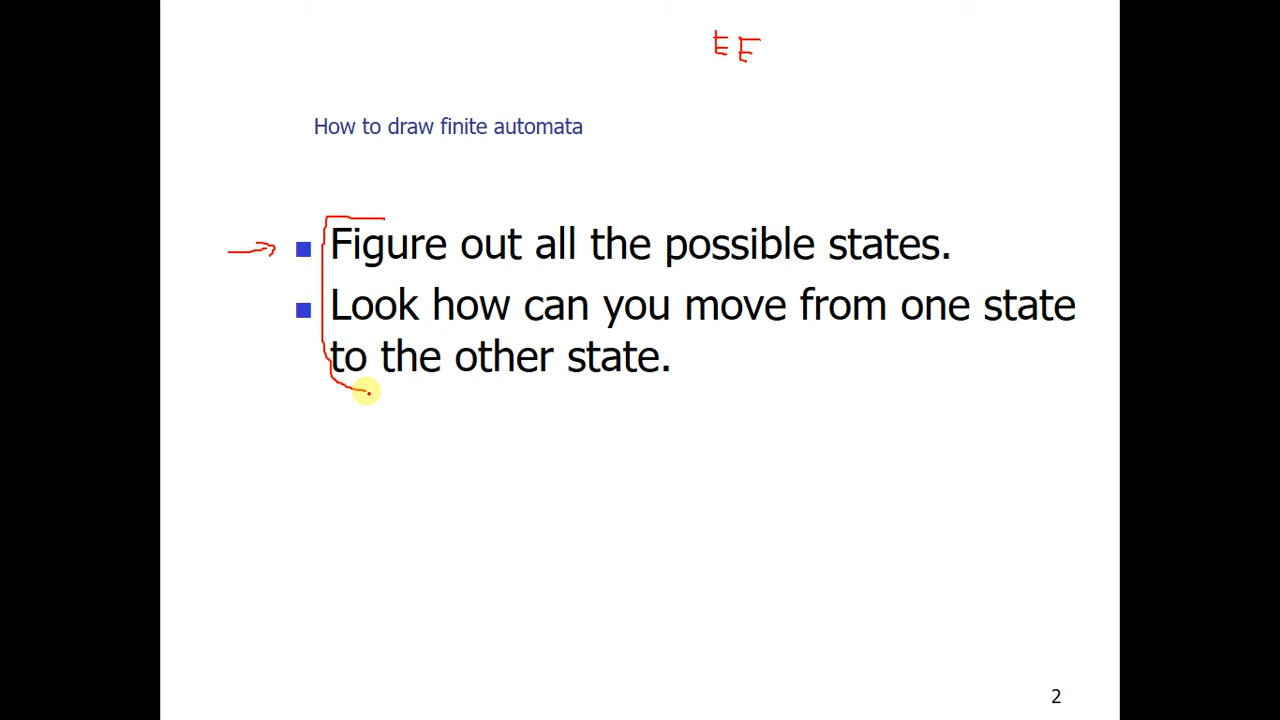 EF
How to draw finite automata
Figure out all the possible states.
Look how can you move from one state
to the other state.
2